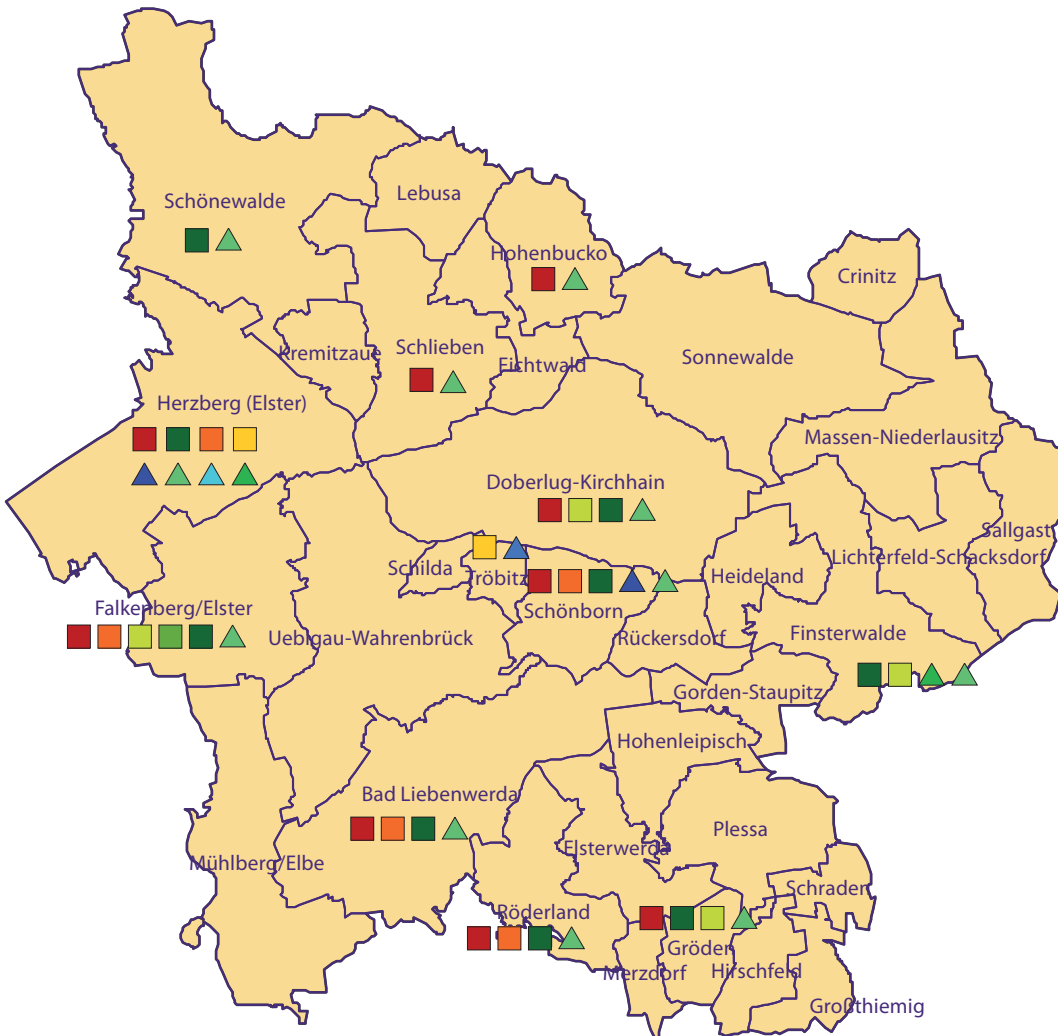 Lebusa
Schönewalde
Hohenbucko
Crinitz
Kremitzaue
Schlieben
Fichtwald
Sonnewalde
Herzberg (Elster)
Massen-Niederlausitz
Doberlug-Kirchhain
Sallgast
Schilda
Tröbitz
Heideland
Lichterfeld-Schacksdorf
Falkenberg/Elster
Schönborn
Uebigau-Wahrenbrück
Rückersdorf
Finsterwalde
Gorden-Staupitz
Hohenleipisch
Bad Liebenwerda
Plessa
Elsterwerda
Mühlberg/Elbe
Schraden
Röderland
Gröden
Merzdorf
Hirschfeld
Großthiemig